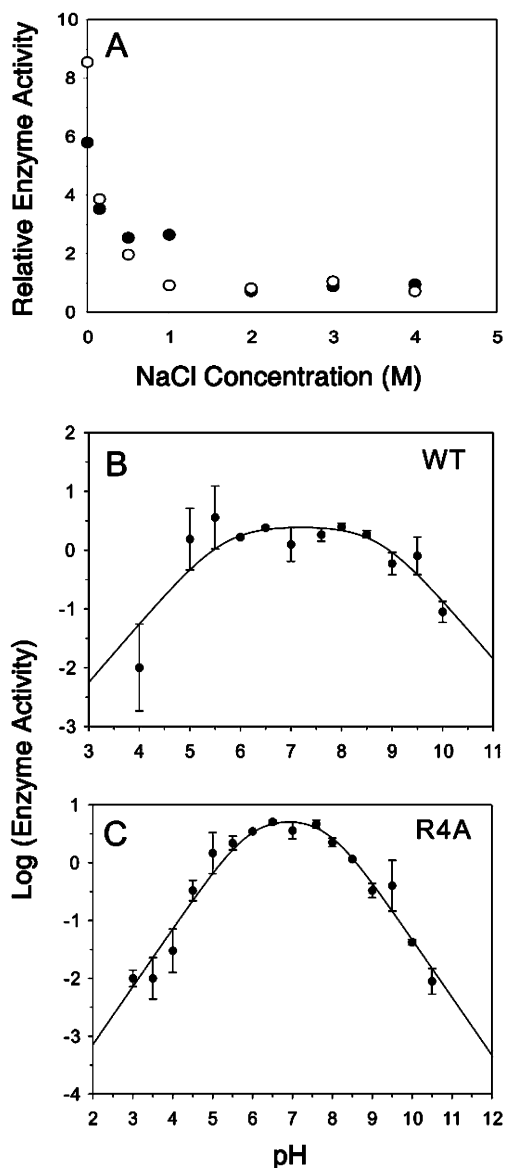 A
Relative Enzyme Activity
10
8
6
4
2
0
0 1 2 3 4 5
NaCl Concentration (M)
B
WT
2
1
0
-1
-2
-3
3 4 5 6 7 8 9 10 11
Log (Enzyme Activity)
C
R4A
1
0
-1
-2
-3
-4
2 3 4 5 6 7 8 9 10 11 12
pH